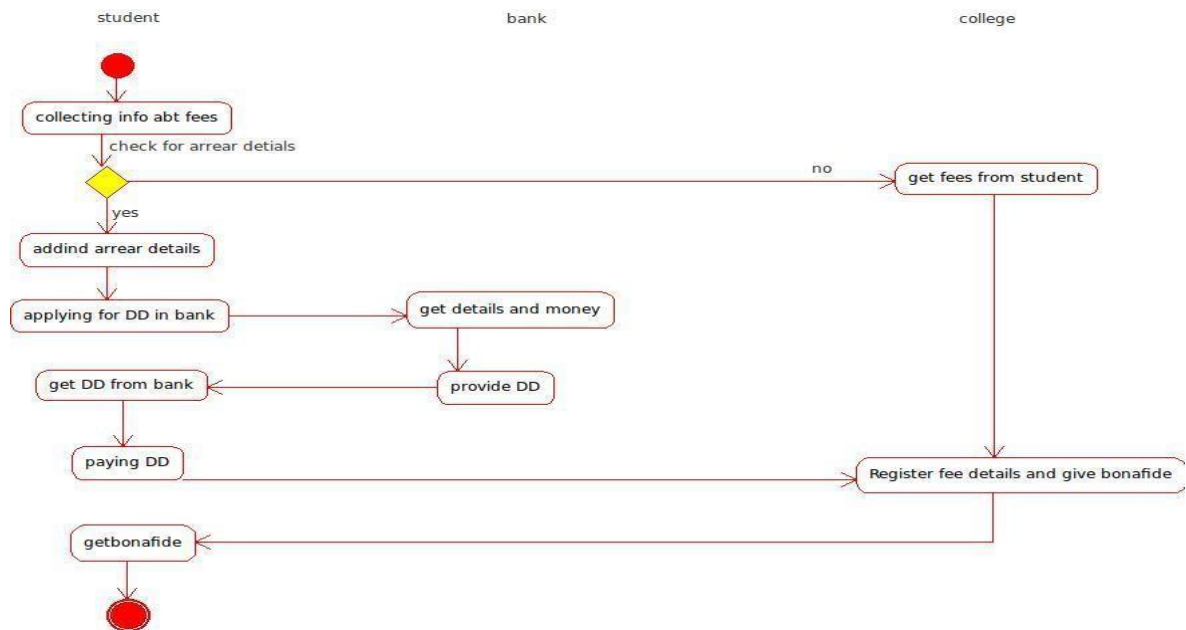 student
bank
college
collecting info abt fees
check for arrear detials
no
get fees from student
yes
addind arrear details
applying for DD in bank
get details and money
get DD from bank
provide DD
paying DD
Register fee details and give bonafide
getbonafide